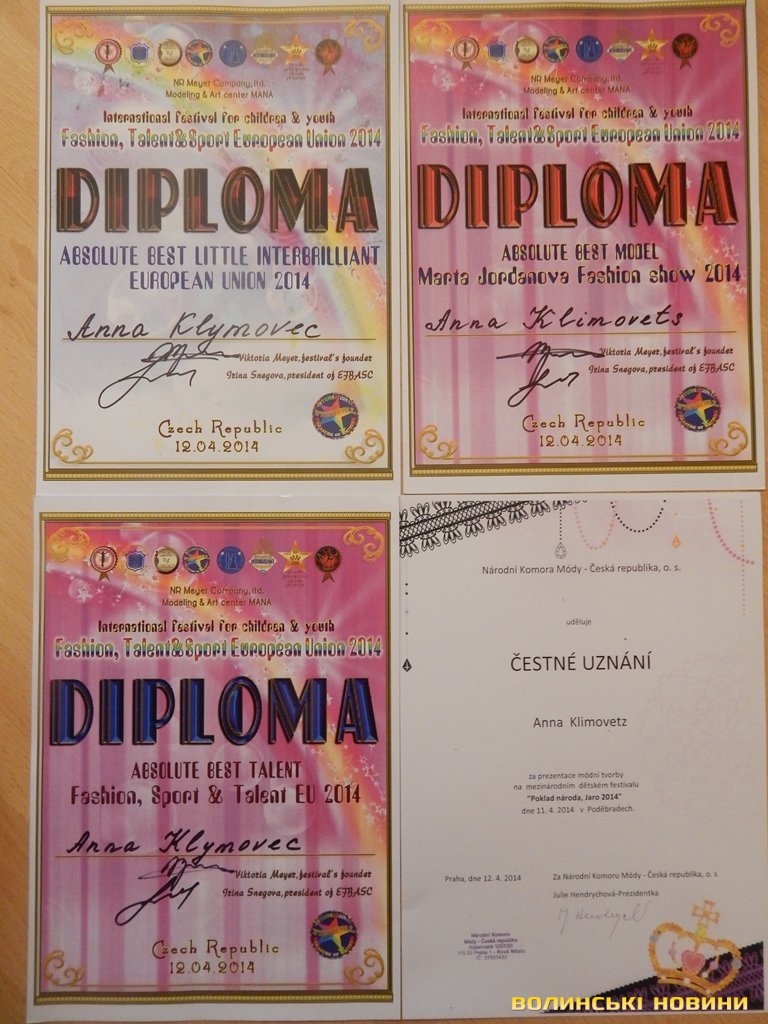 NR Meyer Company, ltd.
Modeling & Art center MANA
International festival for children & youth
Fashion, Talent&Sport European Union 2014
DIPLOMA
ABSOLUTE BEST LITTLE INTERBRILLIANT
EUROPEAN UNION 2014
Anna Klymovec
Viktoria Meyer, festival's founder
Irina Snegova, president of EFBASC
Czech Republic
12.04.2014
NR Meyer Company, ltd.
Modeling & Art center MANA
International festival for children & youth
Fashion, Talent&Sport European Union 2014
DIPLOMA
ABSOLUTE BEST MODEL
Marta Jordanova Fashion show 2014
Anna Klimovets
Viktoria Meyer, festival's founder
Irina Snegova, president of EFBASC
Czech Republic
12.04.2014
NR Meyer Company, ltd.
Modeling & Art center MANA
International festival for children & youth
Fashion, Talent&Sport European Union 2014
DIPLOMA
ABSOLUTE BEST TALENT
Fashion, Sport & Talent EU 2014
Anna Klymovec
Viktoria Meyer, festival's founder
Irina Snegova, president of EFBASC
Czech Republic
12.04.2014
Národní Komora Módy - Česká republika, o. s.
uděluje
ČESTNÉ UZNÁNÍ
Anna Klimovetz
za prezentace módní tvorby
na mezinárodním dětském festivalu
"Poklad národa, Jaro 2014"
dne 11. 4. 2014 v Poděbradech.
Praha, dne 12. 4. 2014
Za Národní Komoru Módy - Česká republika, o. s
Julie Hendrychová-Prezidentka
Národní Komora
Módy - Česká republika
ВОЛИНСЬКІ НОВИНИ